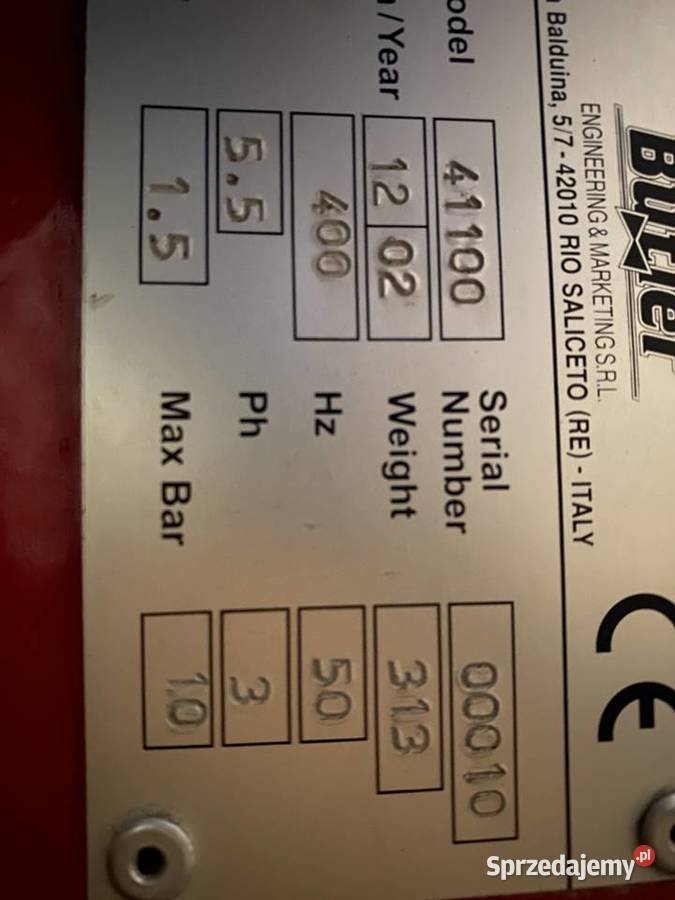 Butler
ENGINEERING & MARKETING S.R.L.
Balduina, 5/7 - 42010 RIO SALICETO (RE) - ITALY
CE
odel 41100 Serial Number 00010
/Year 12 02 Weight 313
400 Hz 50
5.5 Ph 3
1.5 Max Bar 10
Sprzedajemy.pl